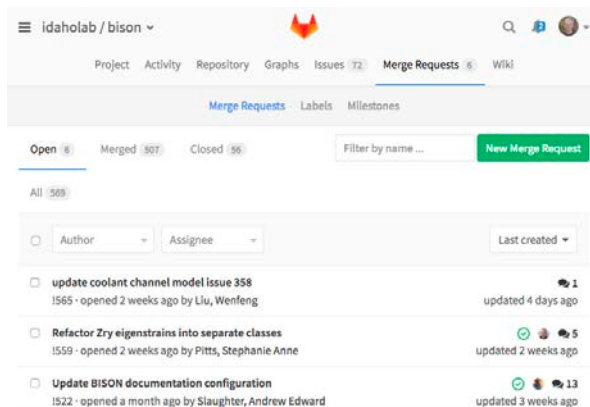 idaholab / bison
Project Activity Repository Graphs Issues 72 Merge Requests 6 Wiki
Merge Requests Labels Milestones
Open 6 Merged 507 Closed 56 Filter by name ... New Merge Request
All 569
Author Assignee Last created
update coolant channel model issue 358 1
!565 · opened 2 weeks ago by Liu, Wenfeng updated 4 days ago
Refactor Zry eigenstrains into separate classes 5
!559 · opened 2 weeks ago by Pitts, Stephanie Anne updated 2 weeks ago
Update BISON documentation configuration 13
!522 · opened a month ago by Slaughter, Andrew Edward updated 3 weeks ago